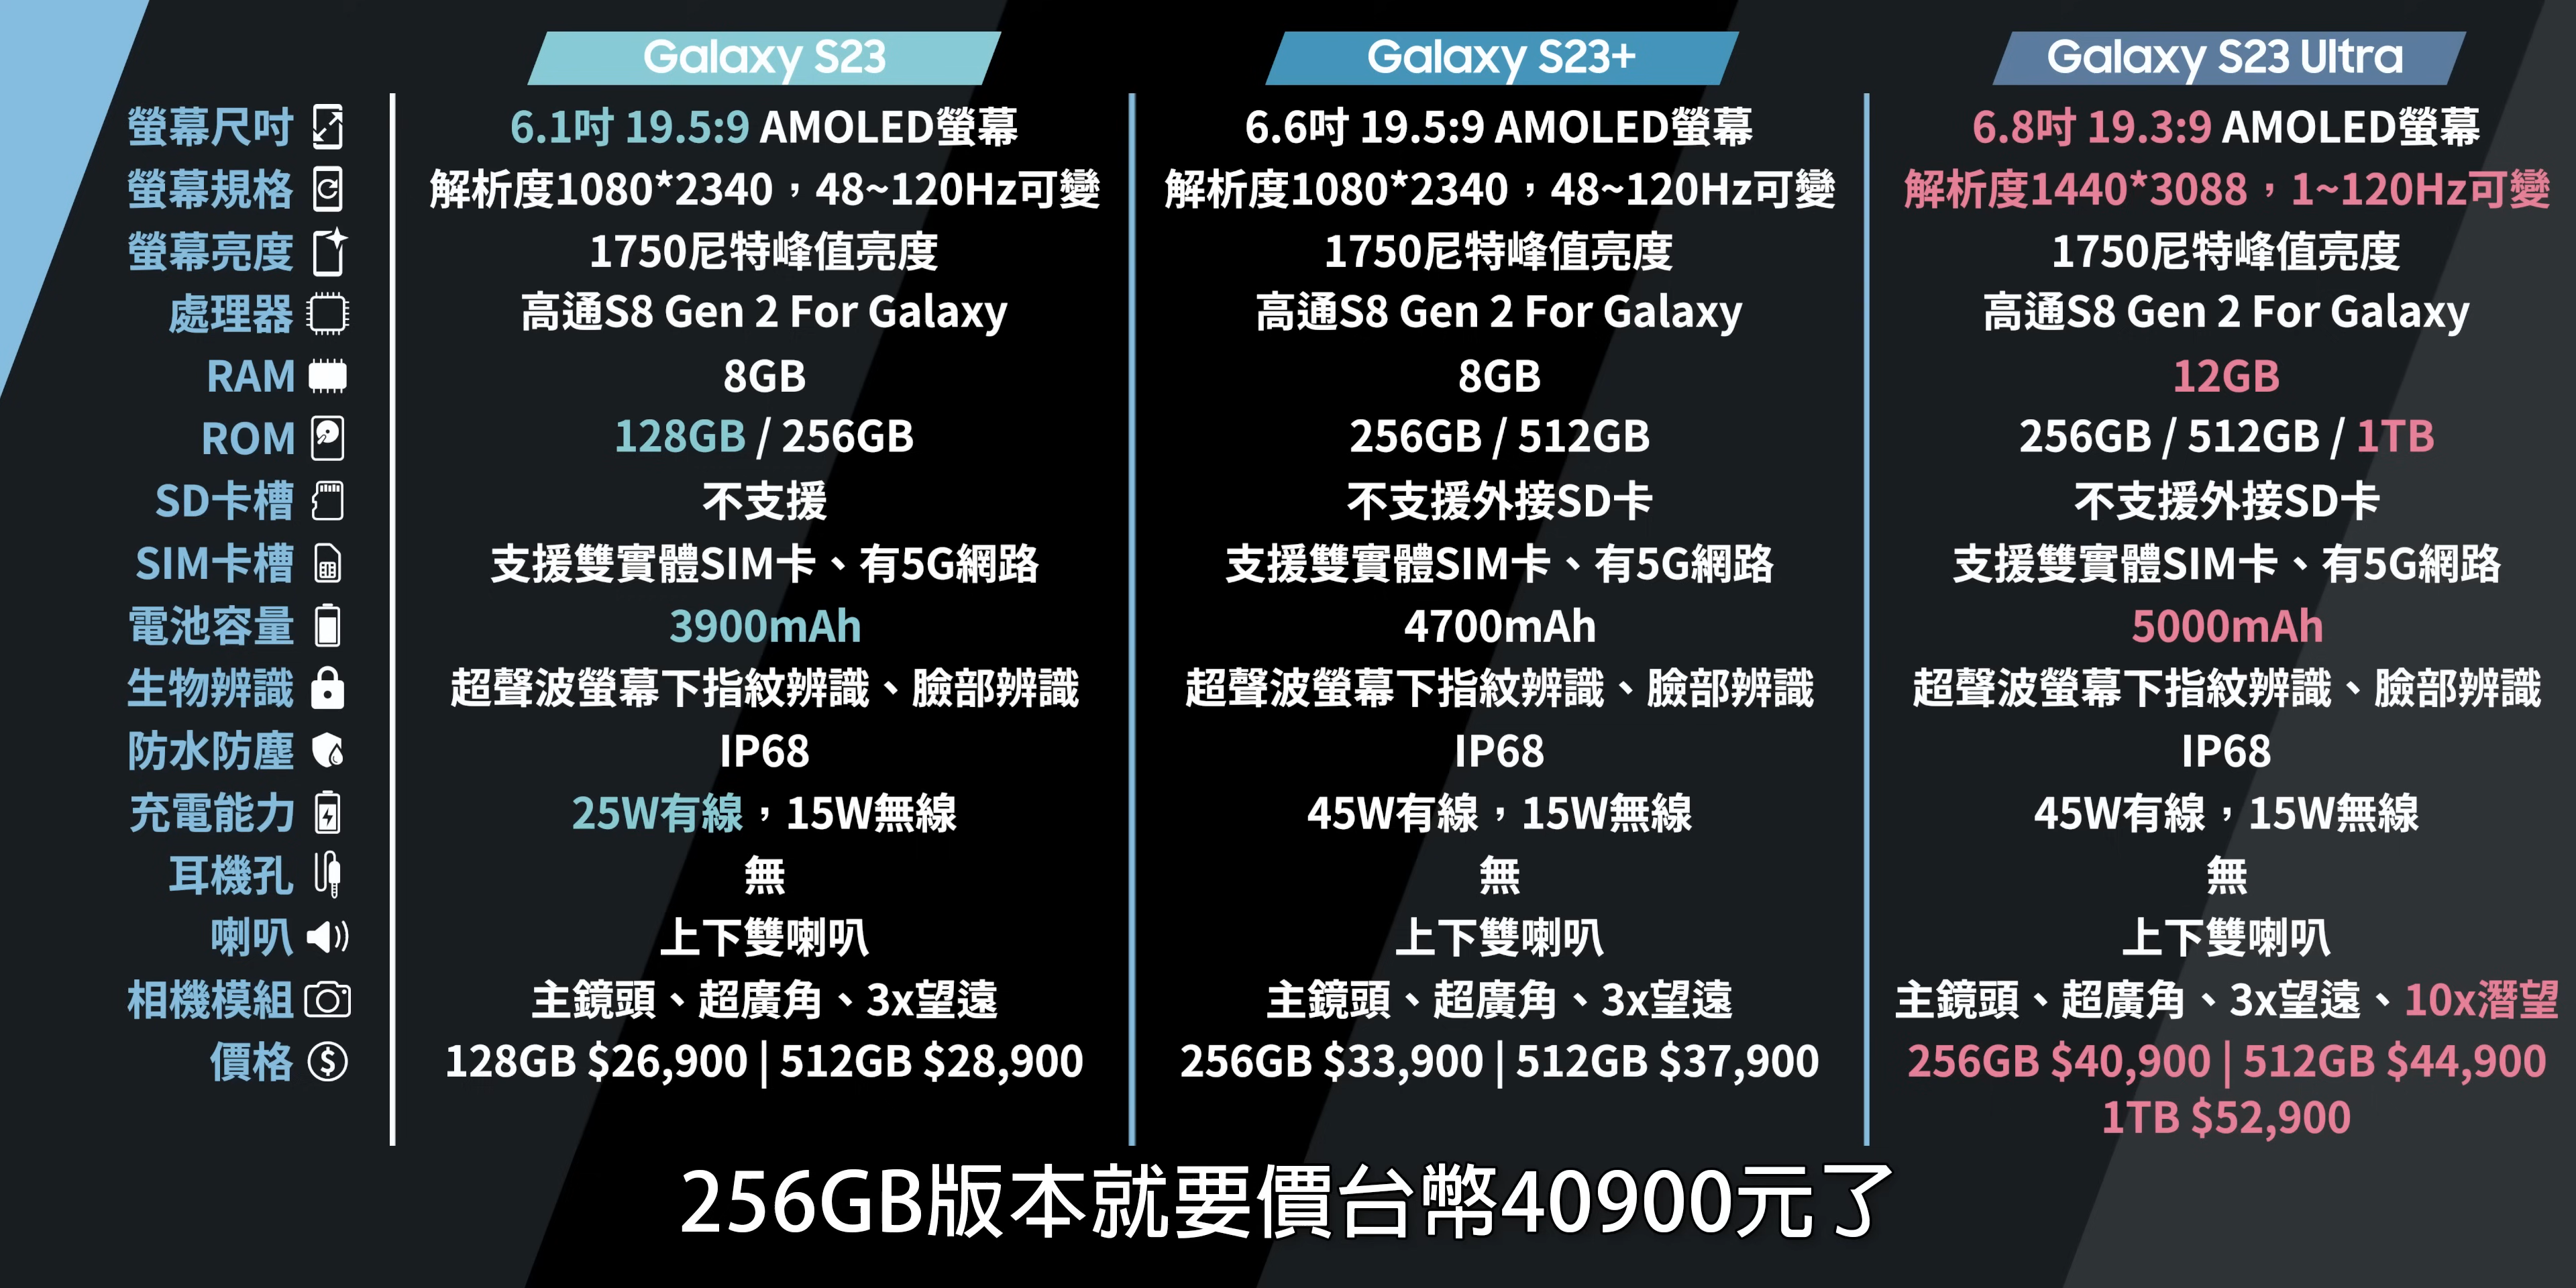 Galaxy S23 Galaxy S23+ Galaxy S23 Ultra
螢幕尺吋 6.1吋 19.5:9 AMOLED螢幕 6.6吋 19.5:9 AMOLED螢幕 6.8吋 19.3:9 AMOLED螢幕
螢幕規格 解析度1080*2340，48~120Hz可變 解析度1080*2340，48~120Hz可變 解析度1440*3088，1~120Hz可變
螢幕亮度 1750尼特峰值亮度 1750尼特峰值亮度 1750尼特峰值亮度
處理器 高通S8 Gen 2 For Galaxy 高通S8 Gen 2 For Galaxy 高通S8 Gen 2 For Galaxy
RAM 8GB 8GB 12GB
ROM 128GB / 256GB 256GB / 512GB 256GB / 512GB / 1TB
SD卡槽 不支援 不支援外接SD卡 不支援外接SD卡
SIM卡槽 支援雙實體SIM卡、有5G網路 支援雙實體SIM卡、有5G網路 支援雙實體SIM卡、有5G網路
電池容量 3900mAh 4700mAh 5000mAh
生物辨識 超聲波螢幕下指紋辨識、臉部辨識 超聲波螢幕下指紋辨識、臉部辨識 超聲波螢幕下指紋辨識、臉部辨識
防水防塵 IP68 IP68 IP68
充電能力 25W有線，15W無線 45W有線，15W無線 45W有線，15W無線
耳機孔 無 無 無
喇叭 上下雙喇叭 上下雙喇叭 上下雙喇叭
相機模組 主鏡頭、超廣角、3x望遠 主鏡頭、超廣角、3x望遠 主鏡頭、超廣角、3x望遠、10x潛望
價格 128GB $26,900 | 512GB $28,900 256GB $33,900 | 512GB $37,900 256GB $40,900 | 512GB $44,900
1TB $52,900
256GB版本就要價台幣40900元了